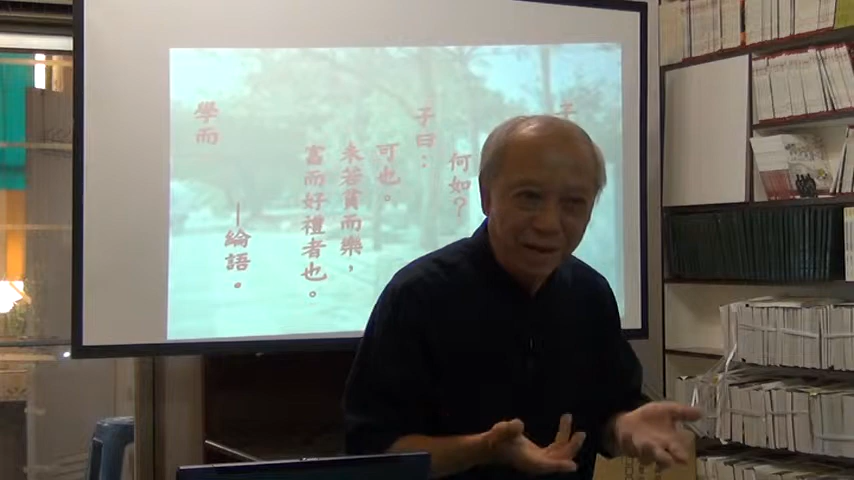 子
何如？
子曰：
可也。
未若貧而樂，
富而好禮者也。
—綸語。
學而